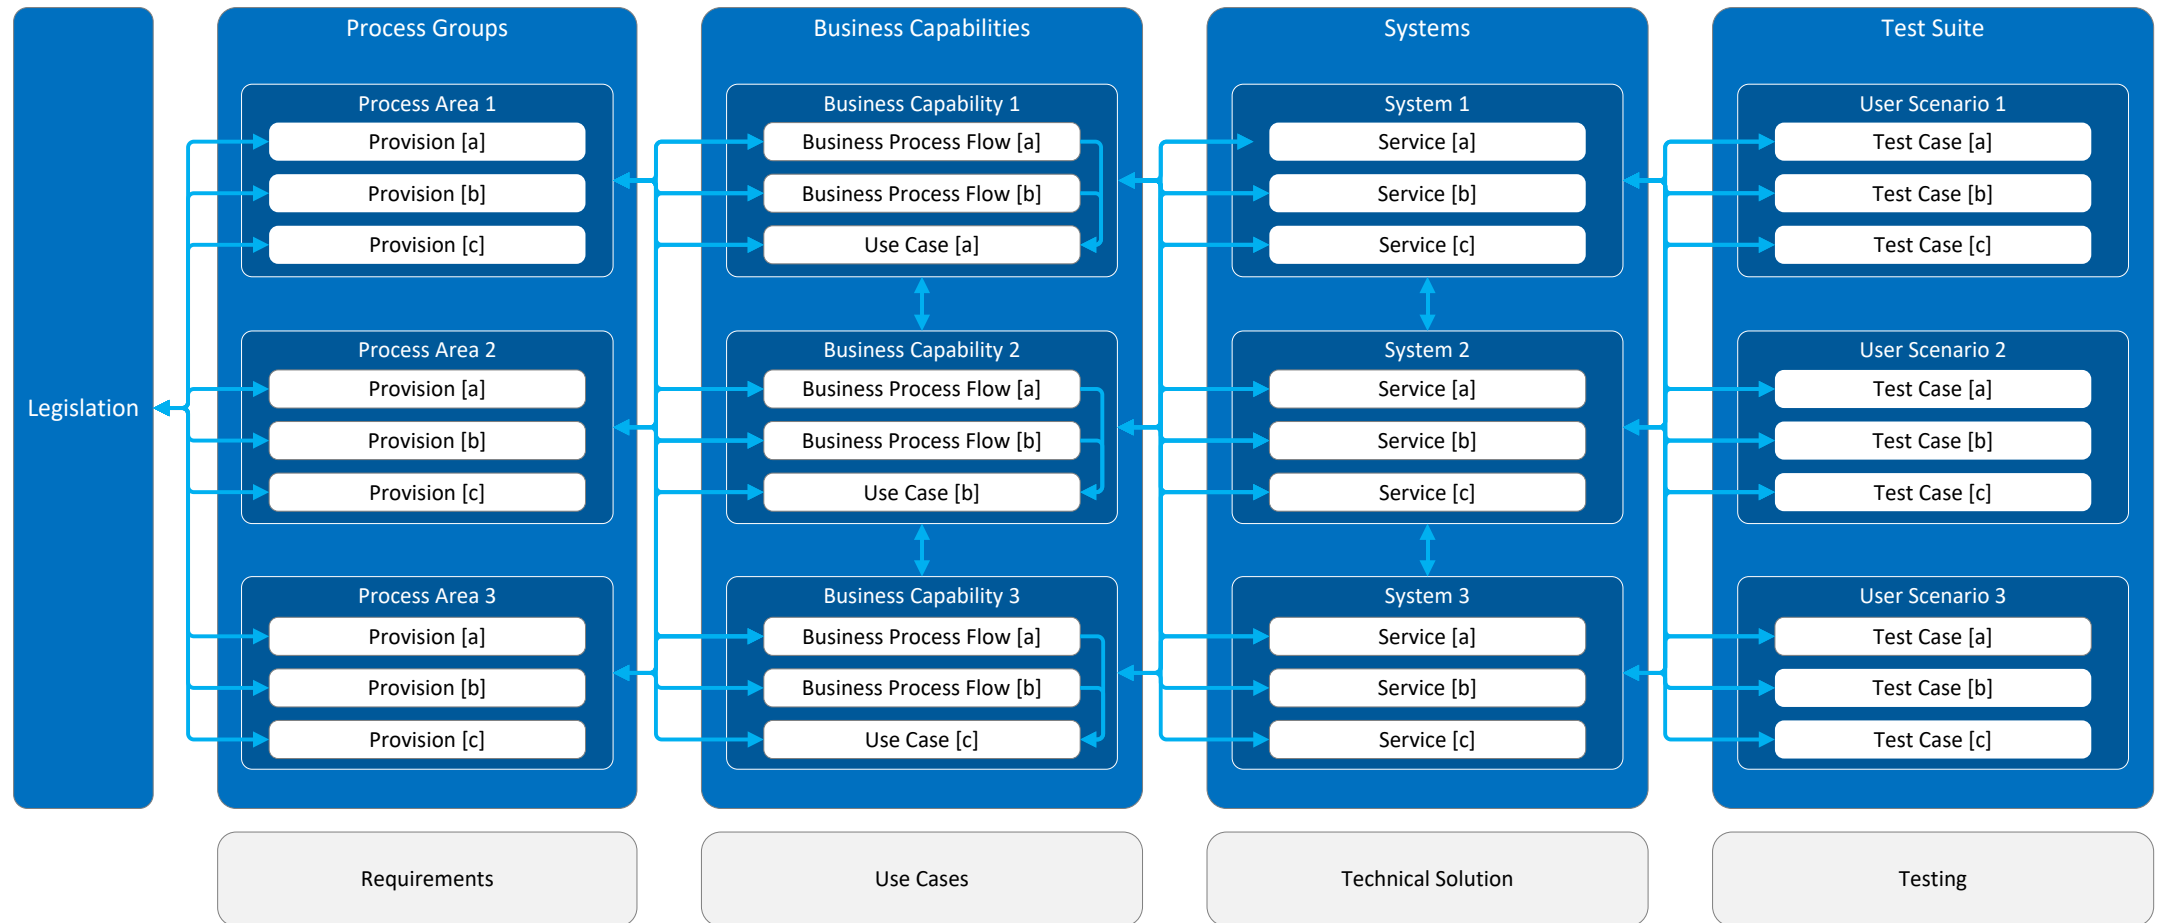 Legislation
Process Groups
Process Area 1
Provision [a]
Provision [b]
Provision [c]
Process Area 2
Provision [a]
Provision [b]
Provision [c]
Process Area 3
Provision [a]
Provision [b]
Provision [c]
Requirements
Business Capabilities
Business Capability 1
Business Process Flow [a]
Business Process Flow [b]
Use Case [a]
Business Capability 2
Business Process Flow [a]
Business Process Flow [b]
Use Case [b]
Business Capability 3
Business Process Flow [a]
Business Process Flow [b]
Use Case [c]
Use Cases
Systems
System 1
Service [a]
Service [b]
Service [c]
System 2
Service [a]
Service [b]
Service [c]
System 3
Service [a]
Service [b]
Service [c]
Technical Solution
Test Suite
User Scenario 1
Test Case [a]
Test Case [b]
Test Case [c]
User Scenario 2
Test Case [a]
Test Case [b]
Test Case [c]
User Scenario 3
Test Case [a]
Test Case [b]
Test Case [c]
Testing